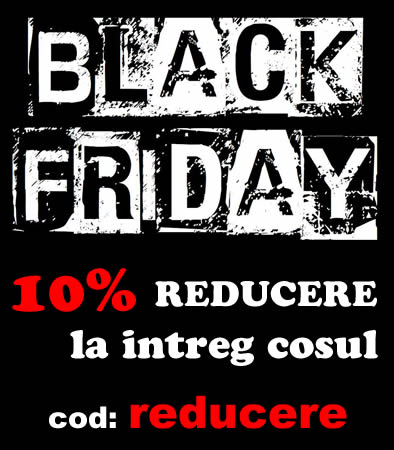 BLACK
FRIDAY
10% REDUCERE
la intreg cosul
cod: reducere